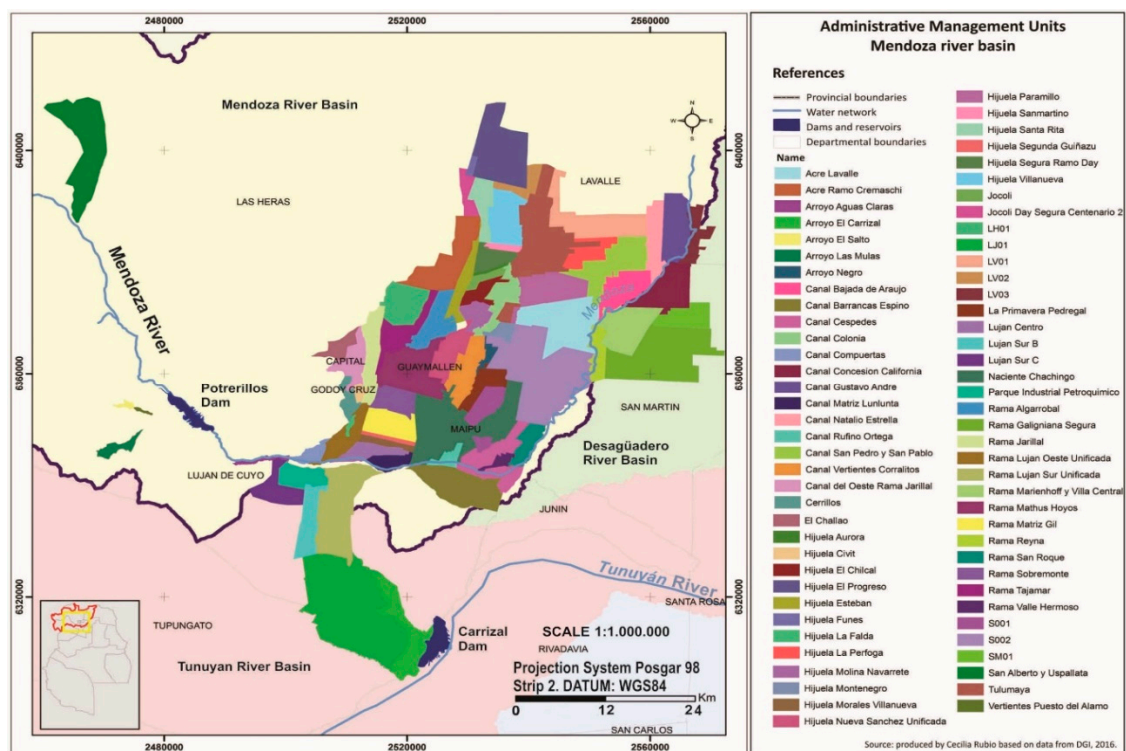 2480000
2520000
2560000
6400000
6360000
6320000
6400000
6360000
6320000
2480000
2520000
2560000
Mendoza River Basin
LAS HERAS
LAVALLE
N
W
E
S
Mendoza River
Mendoza
Potrerillos
Dam
CAPITAL
GODOY CRUZ
GUAYMALLEN
MAIPU
SAN MARTIN
Desagüadero
River Basin
LUJAN DE CUYO
JUNIN
Tunuyán River
SANTA ROSA
TUPUNGATO
Carrizal
Dam
RIVADAVIA
Tunuyan River Basin
SCALE 1:1.000.000
Projection System Posgar 98
Strip 2. DATUM: WGS84
Km
0
12
24
SAN CARLOS
Administrative Management Units
Mendoza river basin
References
Provincial boundaries
Water network
Dams and reservoirs
Departmental boundaries
Name
Acre Lavalle
Acre Ramo Cremaschi
Arroyo Aguas Claras
Arroyo El Carrizal
Arroyo El Salto
Arroyo Las Mulas
Arroyo Negro
Canal Bajada de Araujo
Canal Barrancas Espino
Canal Cespedes
Canal Colonia
Canal Compuertas
Canal Concesion California
Canal Gustavo Andre
Canal Matriz Lunlunta
Canal Natalio Estrella
Canal Rufino Ortega
Canal San Pedro y San Pablo
Canal Vertientes Corralitos
Canal del Oeste Rama Jarillal
Cerrillos
El Challao
Hijuela Aurora
Hijuela Civit
Hijuela El Chilcal
Hijuela El Progreso
Hijuela Esteban
Hijuela Funes
Hijuela La Falda
Hijuela La Perfoga
Hijuela Molina Navarrete
Hijuela Montenegro
Hijuela Morales Villanueva
Hijuela Nueva Sanchez Unificada
Hijuela Paramillo
Hijuela Sanmartino
Hijuela Santa Rita
Hijuela Segunda Guiñazu
Hijuela Segura Ramo Day
Hijuela Villanueva
Jocoli
Jocoli Day Segura Centenario 2
LH01
LJ01
LV01
LV02
LV03
La Primavera Pedregal
Lujan Centro
Lujan Sur B
Lujan Sur C
Naciente Chachingo
Parque Industrial Petroquimico
Rama Algarrobal
Rama Galigniana Segura
Rama Jarillal
Rama Lujan Oeste Unificada
Rama Lujan Sur Unificada
Rama Marienhoff y Villa Central
Rama Mathus Hoyos
Rama Matriz Gil
Rama Reyna
Rama San Roque
Rama Sobremonte
Rama Tajamar
Rama Valle Hermoso
S001
S002
SM01
San Alberto y Uspallata
Tulumaya
Vertientes Puesto del Alamo
Source: produced by Cecilia Rubio based on data from DGI, 2016.